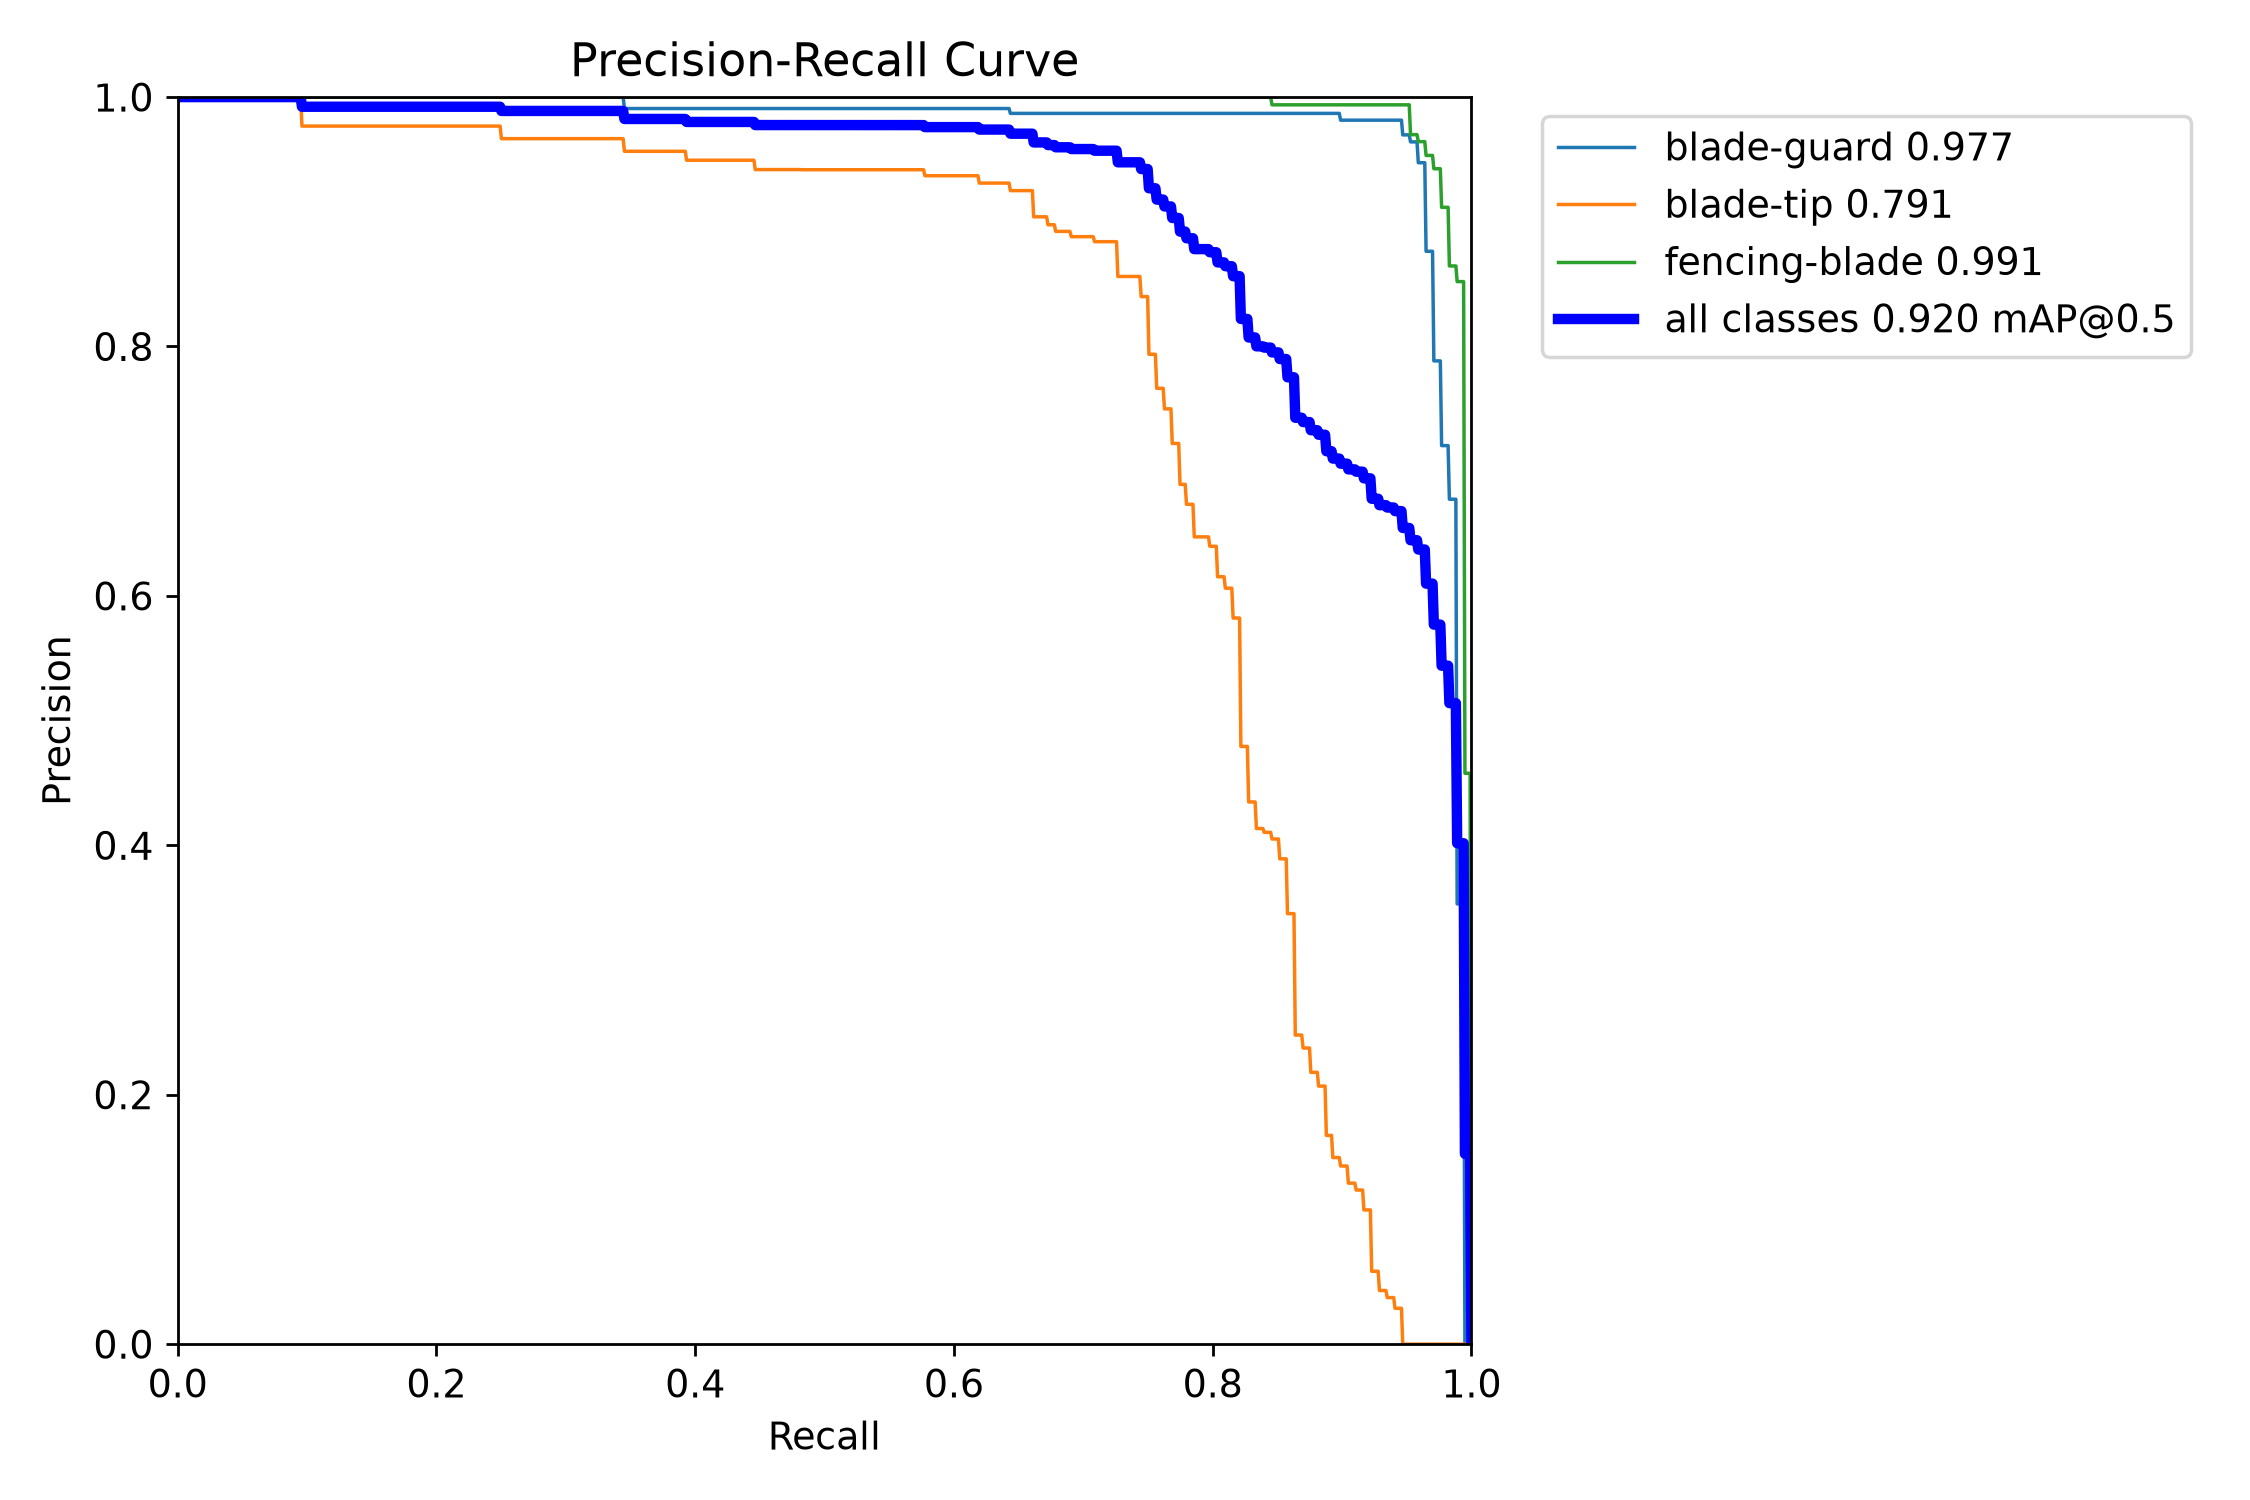 Precision-Recall Curve
1.0
0.8
0.6
0.4
0.2
0.0
Precision
0.0 0.2 0.4 0.6 0.8 1.0
Recall
blade-guard 0.977
blade-tip 0.791
fencing-blade 0.991
all classes 0.920 mAP@0.5